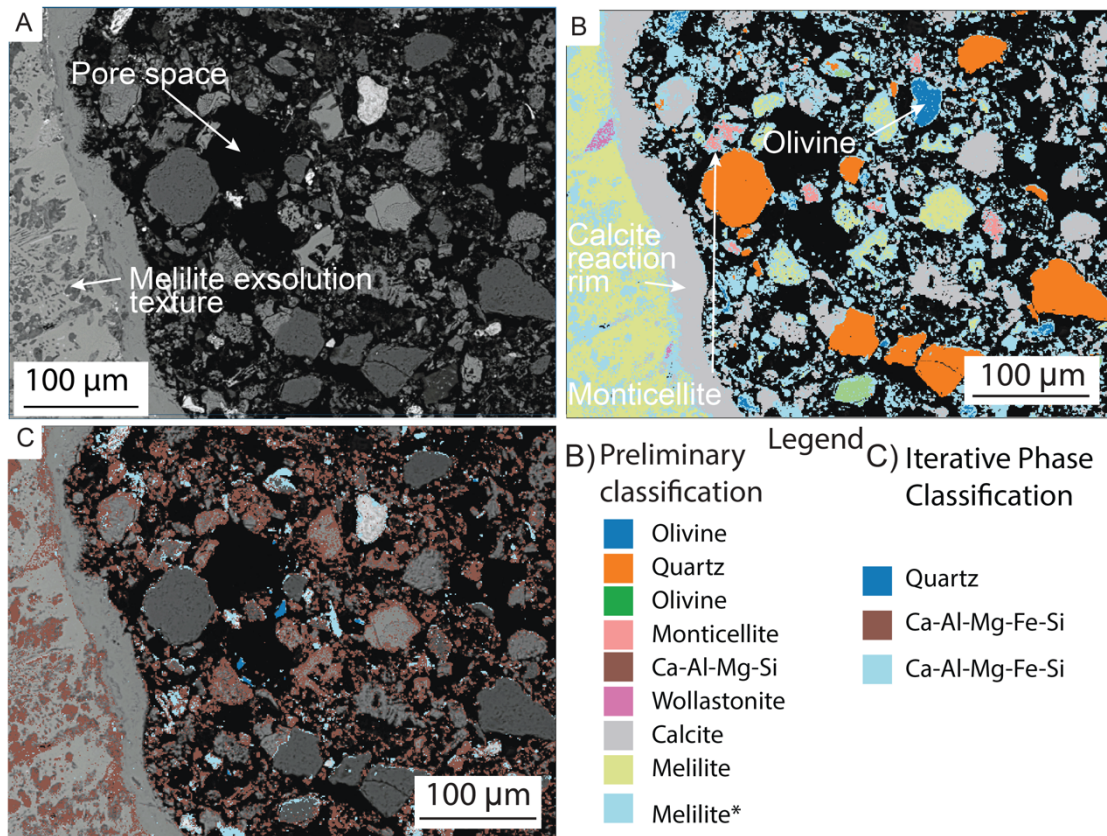 A
Pore space
Melilite exsolution
texture
100 µm
B
Olivine
Calcite
reaction
rim
Monticellite
100 µm
C
100 µm
Legend
B) Preliminary
classification
Olivine
Quartz
Olivine
Monticellite
Ca-Al-Mg-Si
Wollastonite
Calcite
Melilite
Melilite*
C) Iterative Phase
Classification
Quartz
Ca-Al-Mg-Fe-Si
Ca-Al-Mg-Fe-Si